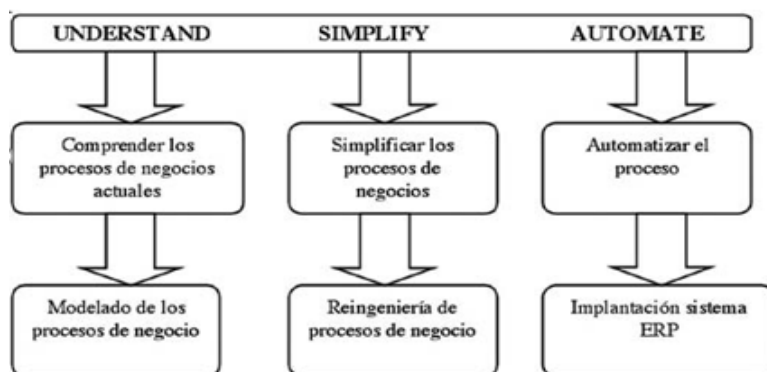 UNDERSTAND SIMPLIFY AUTOMATE
Comprender los
procesos de negocios
actuales
Simplificar los
procesos de
negocios
Automatizar el
proceso
Modelado de los
procesos de negocio
Reingeniería de
procesos de negocio
Implantación sistema
ERP